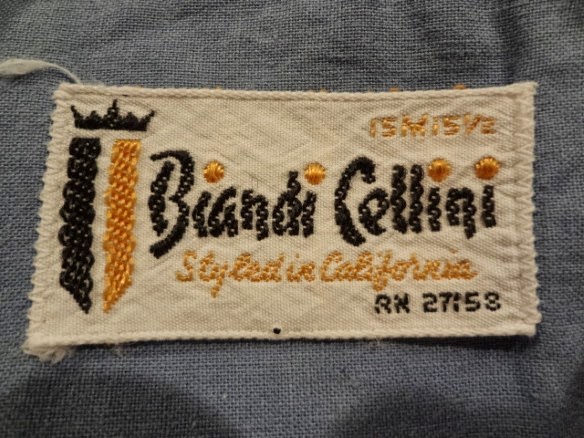 15M15½
Biandi Cellini
Styled in California
RN 27158